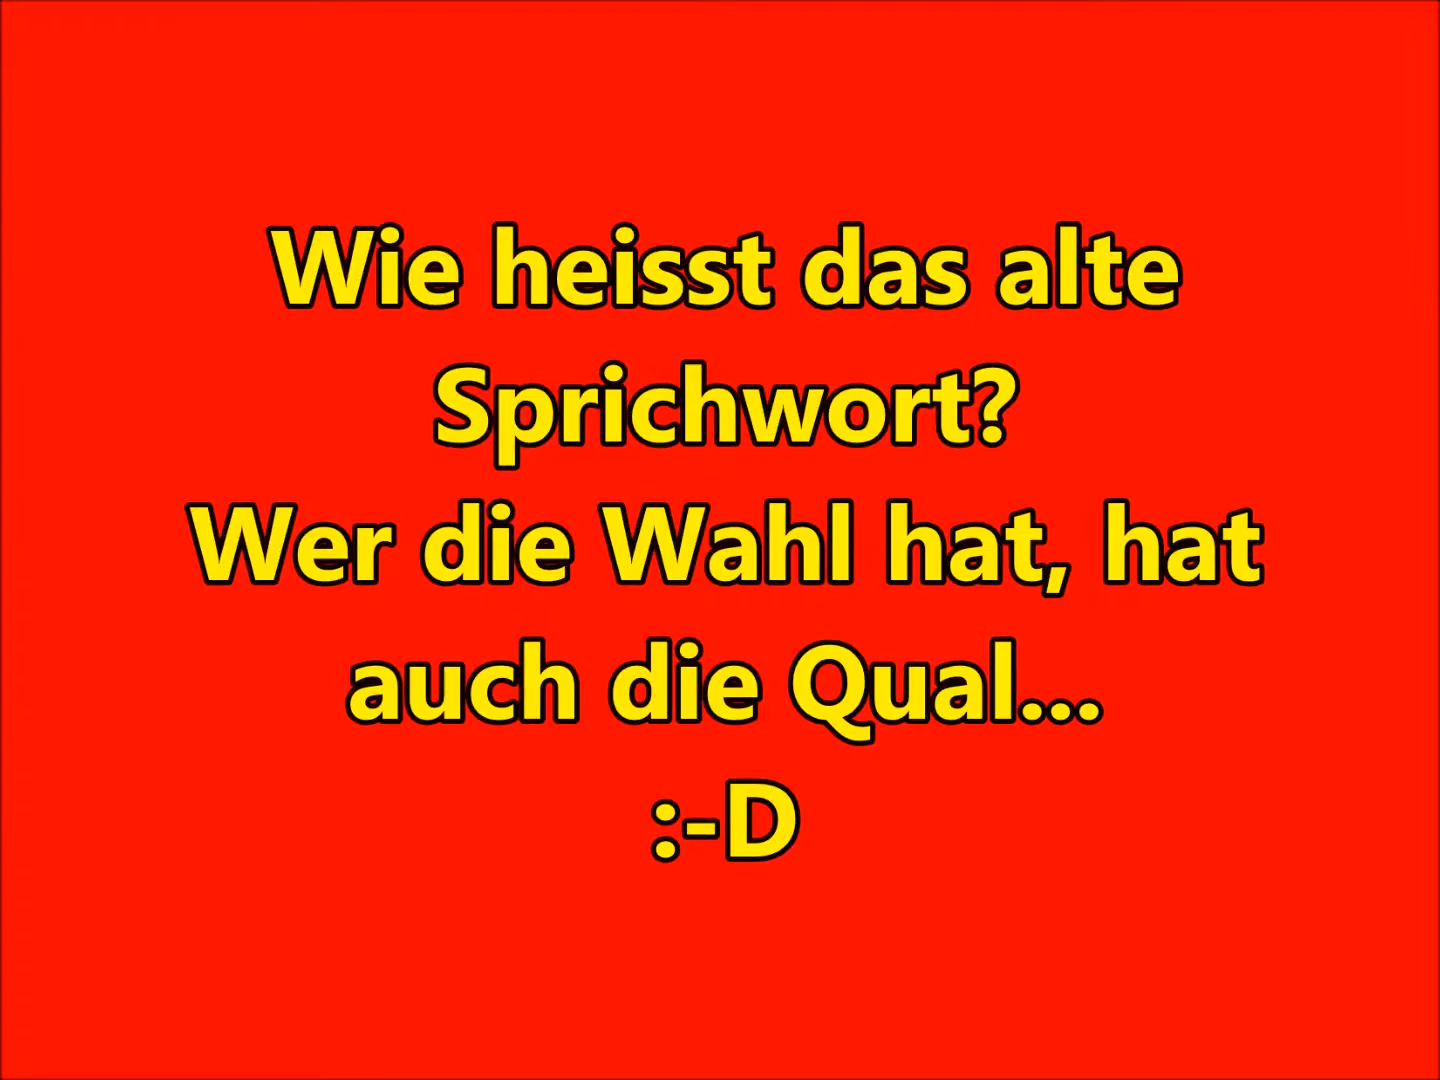 Wie heisst das alte
Sprichwort?
Wer die Wahl hat, hat
auch die Qual...
:-D